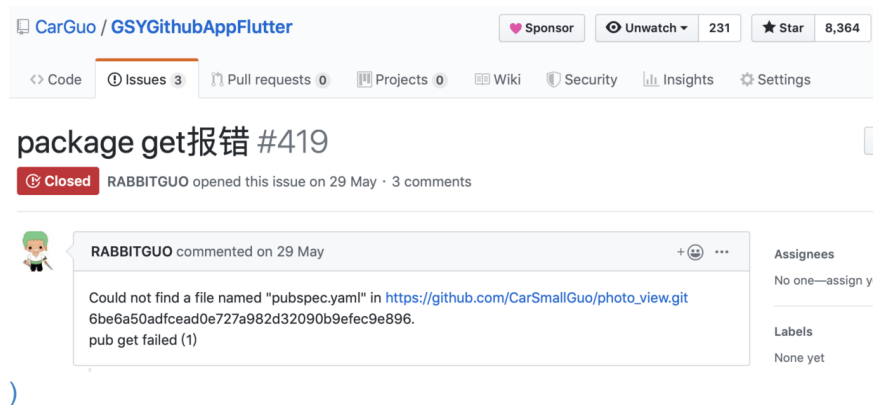 CarGuo / GSYGithubAppFlutter
Sponsor
Unwatch
231
Star
8,364
Code
Issues 3
Pull requests 0
Projects 0
Wiki
Security
Insights
Settings
package get报错 #419
Closed
RABBITGUO opened this issue on 29 May · 3 comments
RABBITGUO commented on 29 May
Could not find a file named "pubspec.yaml" in https://github.com/CarSmallGuo/photo_view.git
6be6a50adfcead0e727a982d32090b9efec9e896.
pub get failed (1)
Assignees
No one—assign y
Labels
None yet
)